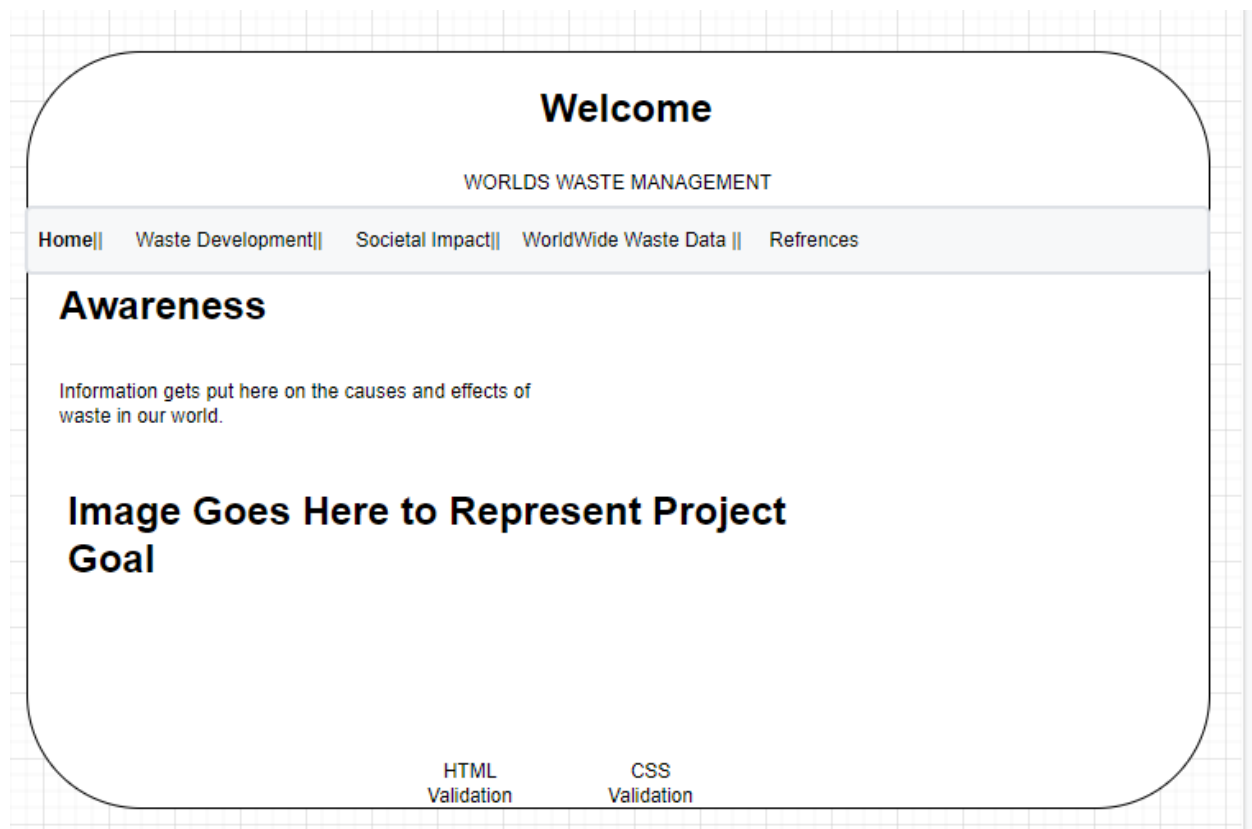 Welcome
WORLDS WASTE MANAGEMENT
Home|| Waste Development|| Societal Impact|| WorldWide Waste Data || Refrences
Awareness
Information gets put here on the causes and effects of
waste in our world.
Image Goes Here to Represent Project
Goal
HTML
Validation
CSS
Validation